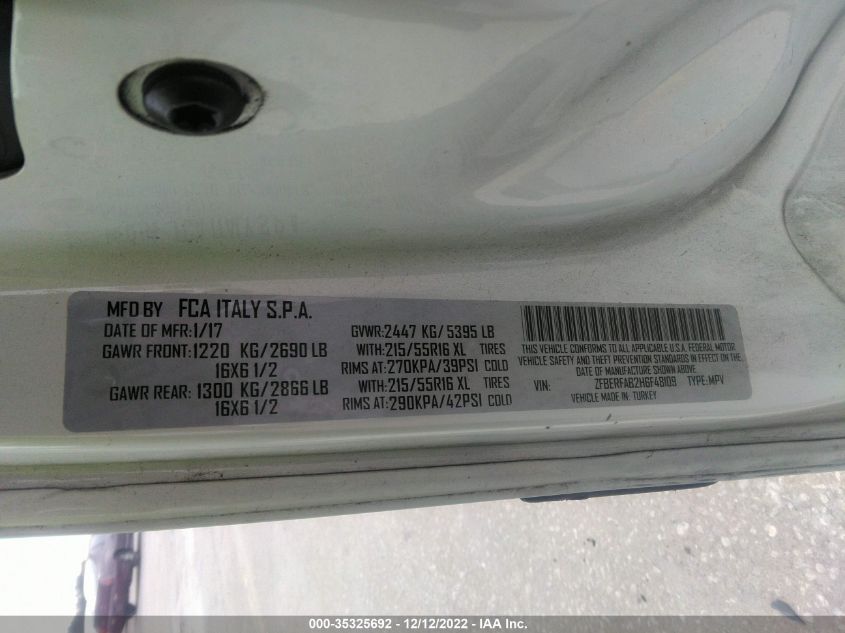 MFD BY FCA ITALY S.P.A.
DATE OF MFR:1/17 GVWR:2447 KG/5395 LB
GAWR FRONT:1220 KG/2690 LB WITH:215/55R16 XL TIRES
16X6 1/2 RIMS AT:270KPA/39PSI COLD
GAWR REAR:1300 KG/2866 LB WITH:215/55R16 XL TIRES
16X6 1/2 RIMS AT:290KPA/42PSI COLD
THIS VEHICLE CONFORMS TO ALL APPLICABLE U.S.A. FEDERAL MOTOR
VEHICLE SAFETY AND THEFT PREVENTION STANDARDS IN EFFECT ON THE
DATE OF MANUFACTURE SHOWN ABOVE.
VIN: ZFBERFAB2H6F48109 TYPE:MPV
VEHICLE MADE IN: TURKEY
000-35325692 - 12/12/2022 - IAA Inc.